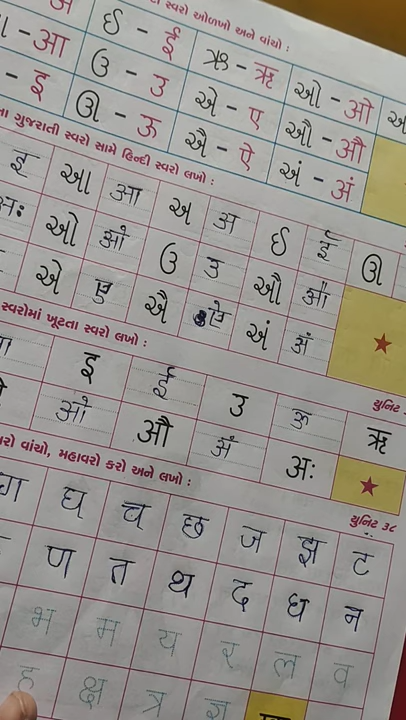 સ્વરો ઓળખો અને વાંચો :
આ
ઈ - ई
ઋ - ऋ
ઓ - ओ
इ
ઉ - उ
એ - ए
ઔ - औ
ઊ - ऊ
ઐ - ऐ
અં - अं
ગુજરાતી સ્વરો સામે હિન્દી સ્વરો લખો :
इ આ आ અ अ ઈ ई ઊ
अः ઓ ओ ઉ उ ઔ औ
એ ए ઐ ऐ અં अं
સ્વરોમાં ખૂટતા સ્વરો લખો :
इ ई उ ऊ ऋ
ओ औ अं अः
યુનિટ
વાંચો, મહાવરો કરો અને લખો :
યુનિટ ૩૮
ग घ च छ ज झ ट
ण त थ द ध न
भ म य र ल व
ह क्ष त्र ज्ञ